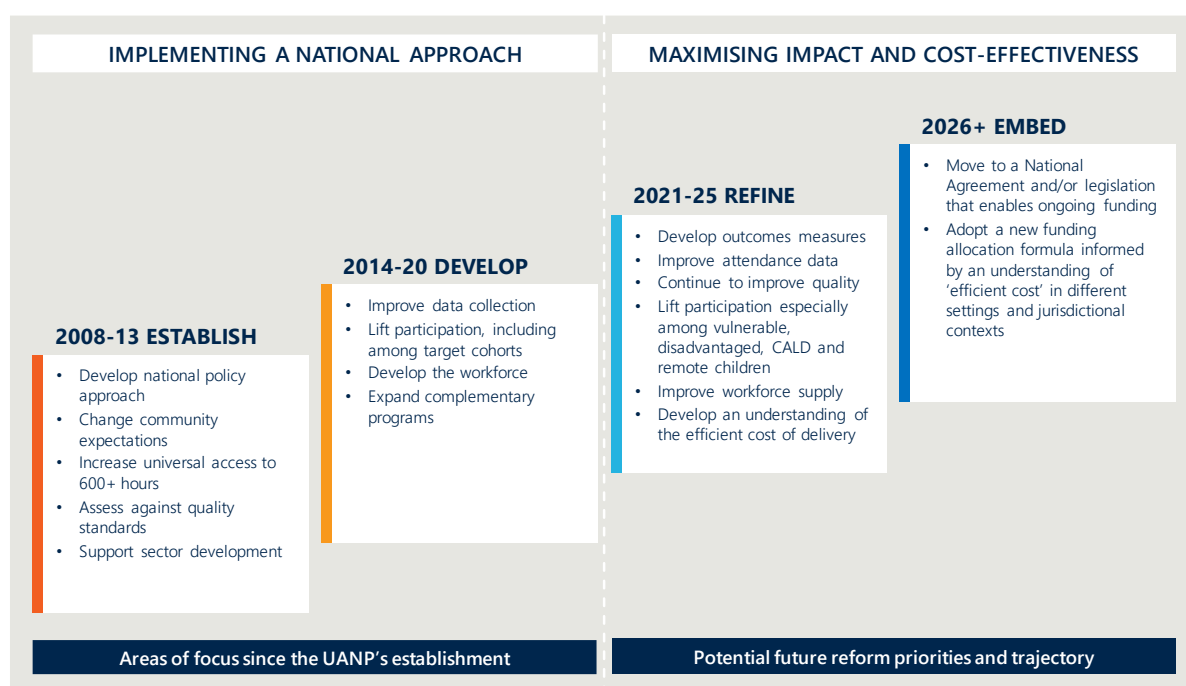 IMPLEMENTING A NATIONAL APPROACH
MAXIMISING IMPACT AND COST-EFFECTIVENESS
2008-13 ESTABLISH
• Develop national policy
approach
• Change community
expectations
• Increase universal access to
600+ hours
• Assess against quality
standards
• Support sector development
2014-20 DEVELOP
• Improve data collection
• Lift participation, including
among target cohorts
• Develop the workforce
• Expand complementary
programs
2021-25 REFINE
• Develop outcomes measures
• Improve attendance data
• Continue to improve quality
• Lift participation especially
among vulnerable,
disadvantaged, CALD and
remote children
• Improve workforce supply
• Develop an understanding of
the efficient cost of delivery
2026+ EMBED
• Move to a National
Agreement and/or legislation
that enables ongoing funding
• Adopt a new funding
allocation formula informed
by an understanding of
‘efficient cost’ in different
settings and jurisdictional
contexts
Areas of focus since the UANP’s establishment
Potential future reform priorities and trajectory